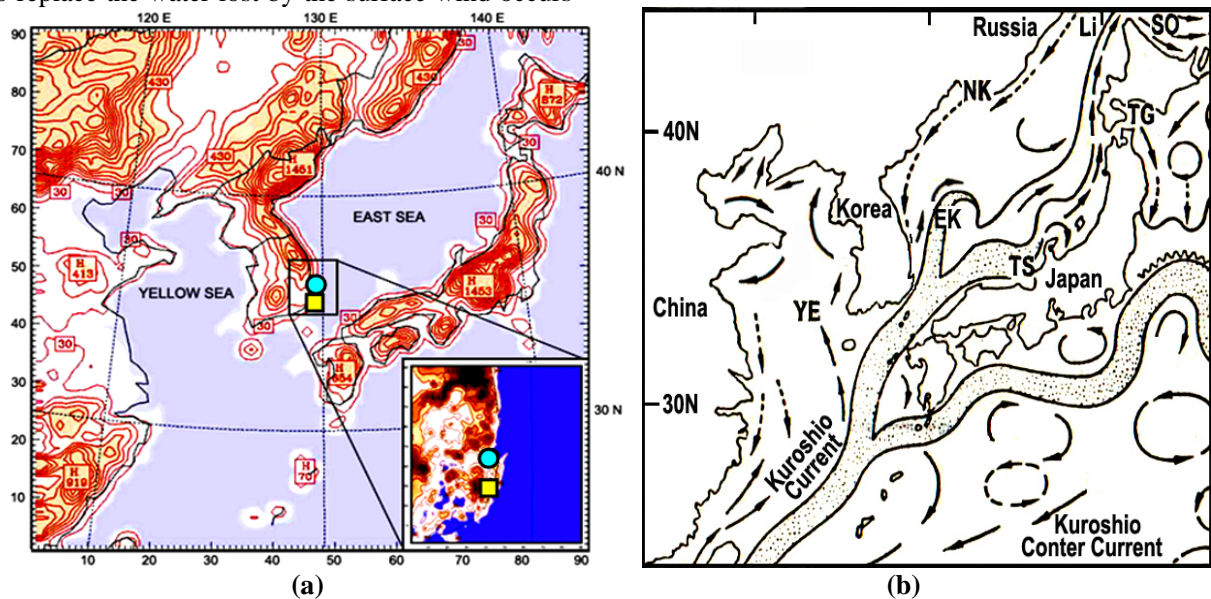 o replace the water lost by the surface wind occurs
120 E 130 E 140 E
90
80
70
60
50
40
30
20
10
10 20 30 40 50 60 70 80 90
40 N
30 N
30
430
430
H
872
430
H
1461
30
30
30
30
EAST SEA
30
H
413
YELLOW SEA
H
1453
30
30
30
H
554
H
919
H
70
(a)
Russia
Li
SO
NK
TG
40N
Korea
EK
TS
Japan
China
YE
30N
Kuroshio
Current
Kuroshio
Conter Current
(b)